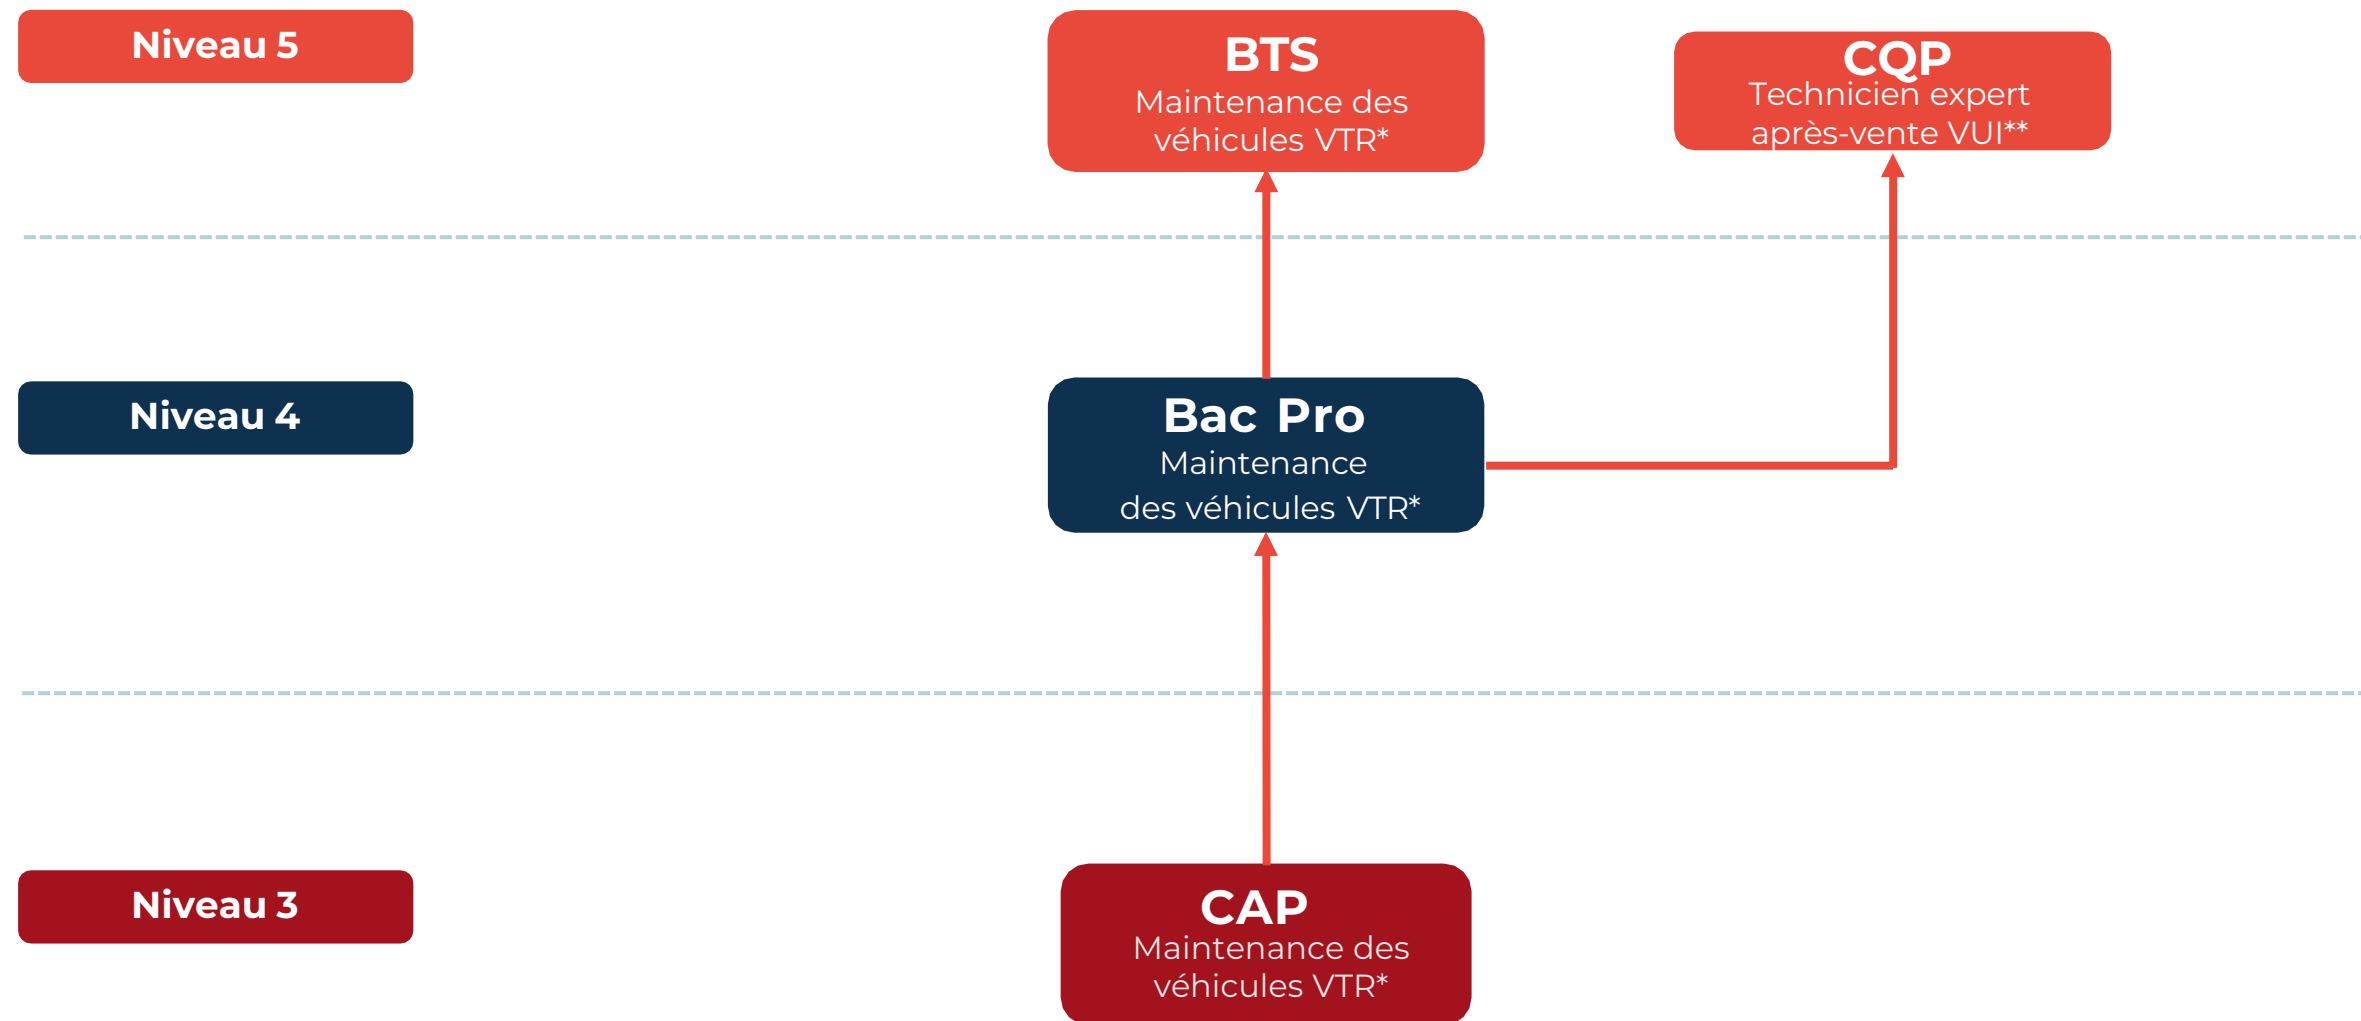 Niveau 5
BTS
Maintenance des
véhicules VTR*
CQP
Technicien expert
après-vente VUI**
Niveau 4
Bac Pro
Maintenance
des véhicules VTR*
Niveau 3
CAP
Maintenance des
véhicules VTR*